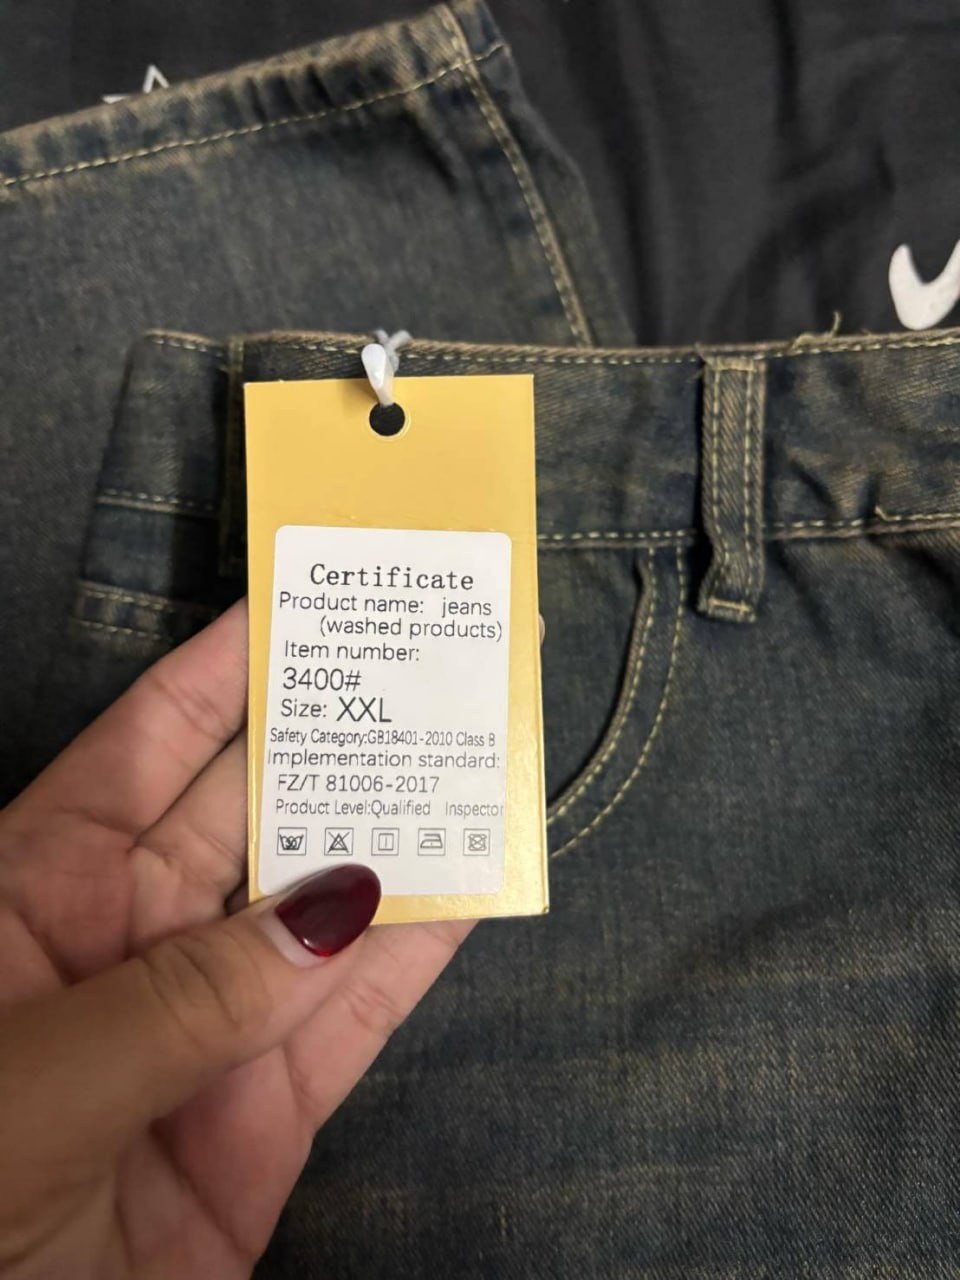 Certificate
Product name: jeans
(washed products)
Item number:
3400#
Size: XXL
Safety Category:GB18401-2010 Class B
Implementation standard:
FZ/T 81006-2017
Product Level:Qualified Inspector